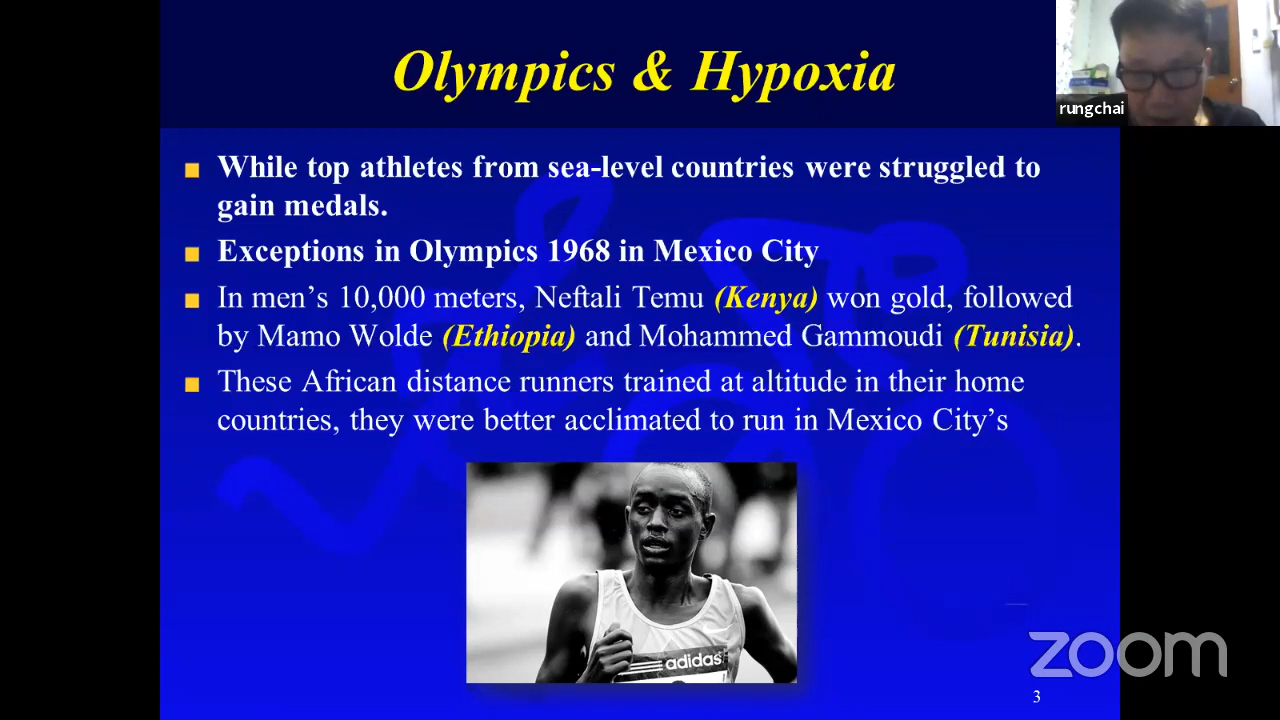 Olympics & Hypoxia
rungchai
While top athletes from sea-level countries were struggled to
gain medals.
Exceptions in Olympics 1968 in Mexico City
In men’s 10,000 meters, Neftali Temu (Kenya) won gold, followed
by Mamo Wolde (Ethiopia) and Mohammed Gammoudi (Tunisia).
These African distance runners trained at altitude in their home
countries, they were better acclimated to run in Mexico City’s
adidas
zoom
3